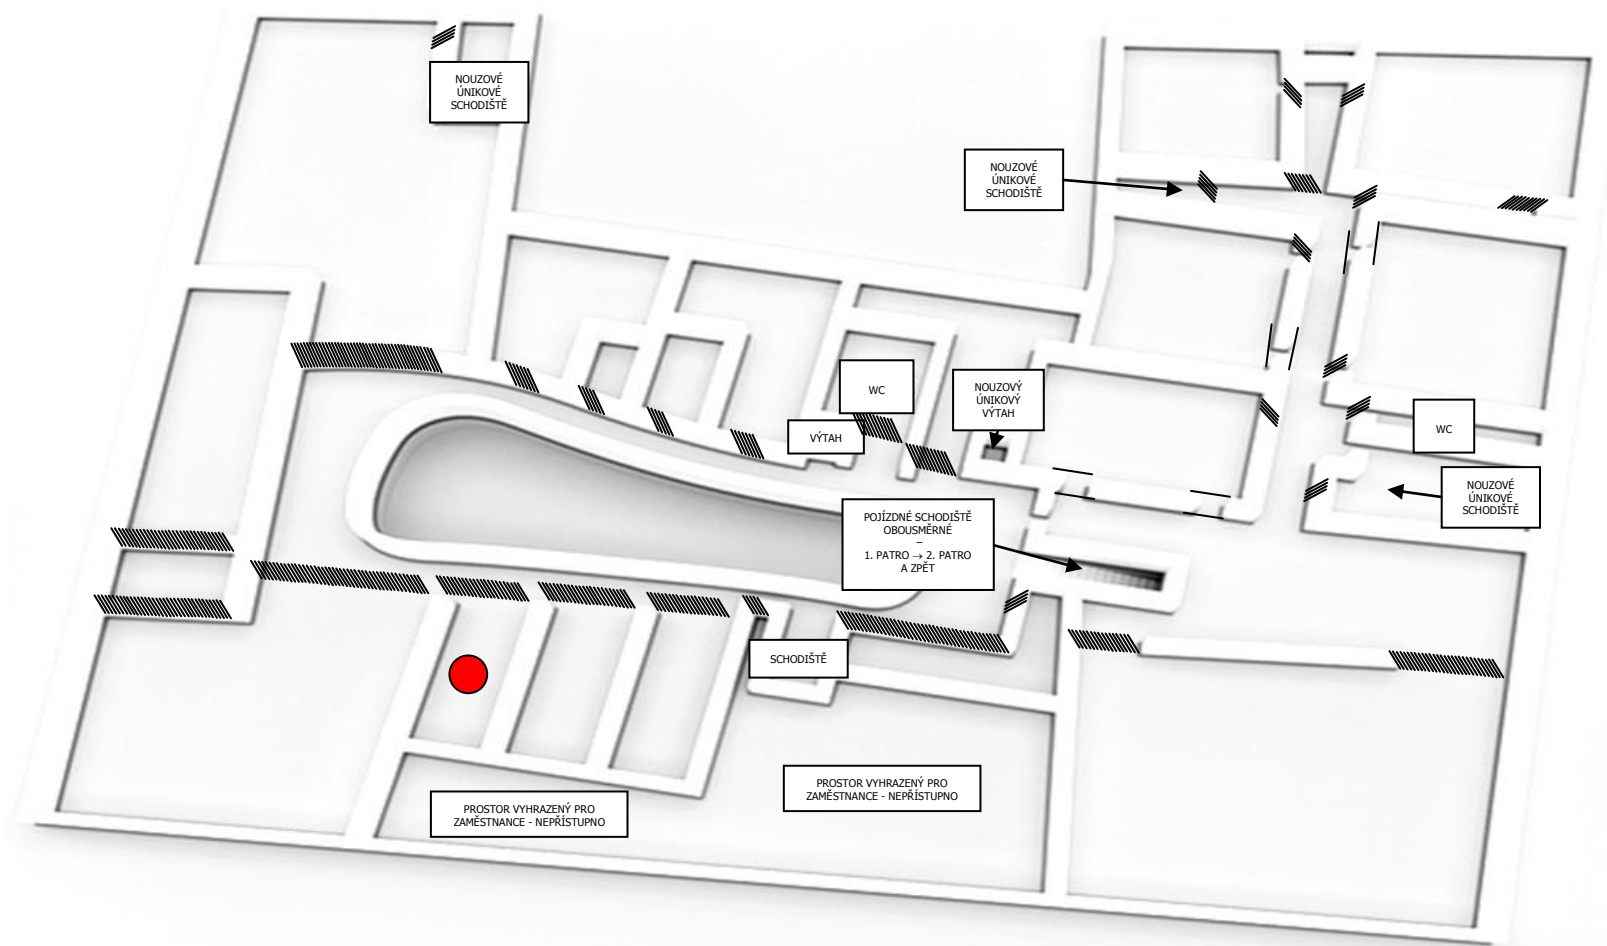 NOUZOVÉ
ÚNIKOVÉ
SCHODIŠTĚ
NOUZOVÉ
ÚNIKOVÉ
SCHODIŠTĚ
WC
NOUZOVÝ
ÚNIKOVÝ
VÝTAH
VÝTAH
WC
NOUZOVÉ
ÚNIKOVÉ
SCHODIŠTĚ
POJÍZDNÉ SCHODIŠTĚ
OBOUSMĚRNÉ
–
1. PATRO → 2. PATRO
A ZPĚT
SCHODIŠTĚ
PROSTOR VYHRAZENÝ PRO
ZAMĚSTNANCE - NEPŘÍSTUPNO
PROSTOR VYHRAZENÝ PRO
ZAMĚSTNANCE - NEPŘÍSTUPNO